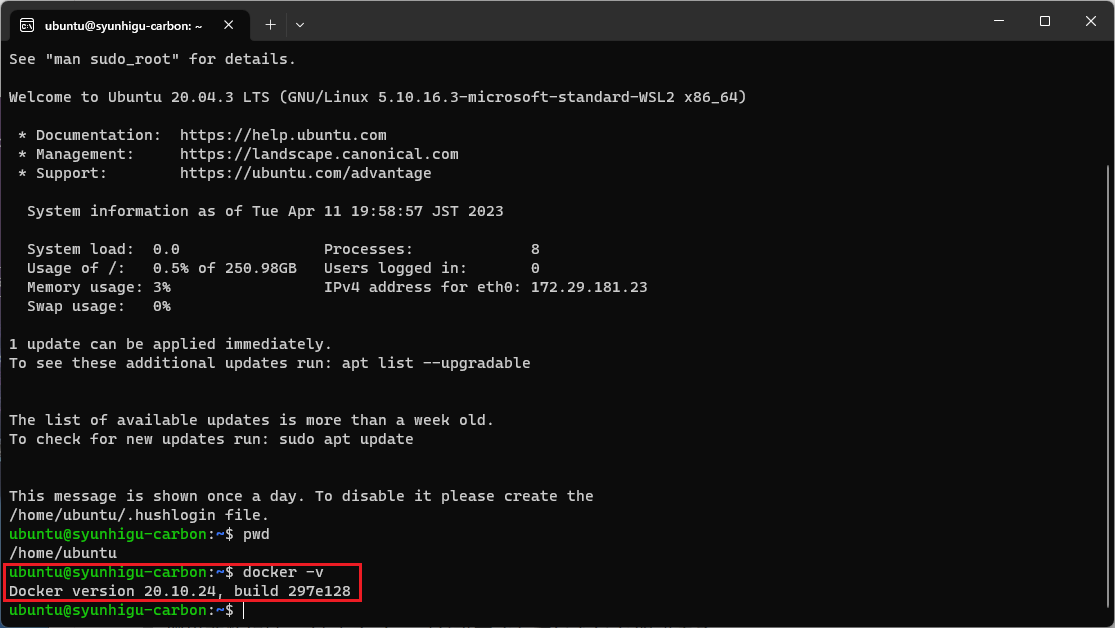 ubuntu@syunhigu-carbon: ~
See "man sudo_root" for details.
Welcome to Ubuntu 20.04.3 LTS (GNU/Linux 5.10.16.3-microsoft-standard-WSL2 x86_64)
* Documentation:  https://help.ubuntu.com
* Management:     https://landscape.canonical.com
* Support:        https://ubuntu.com/advantage
System information as of Tue Apr 11 19:58:57 JST 2023
System load:  0.0                Processes:             8
Usage of /:   0.5% of 250.98GB   Users logged in:       0
Memory usage: 3%                 IPv4 address for eth0: 172.29.181.23
Swap usage:   0%
1 update can be applied immediately.
To see these additional updates run: apt list --upgradable
The list of available updates is more than a week old.
To check for new updates run: sudo apt update
This message is shown once a day. To disable it please create the
/home/ubuntu/.hushlogin file.
ubuntu@syunhigu-carbon:~$ pwd
/home/ubuntu
ubuntu@syunhigu-carbon:~$ docker -v
Docker version 20.10.24, build 297e128
ubuntu@syunhigu-carbon:~$